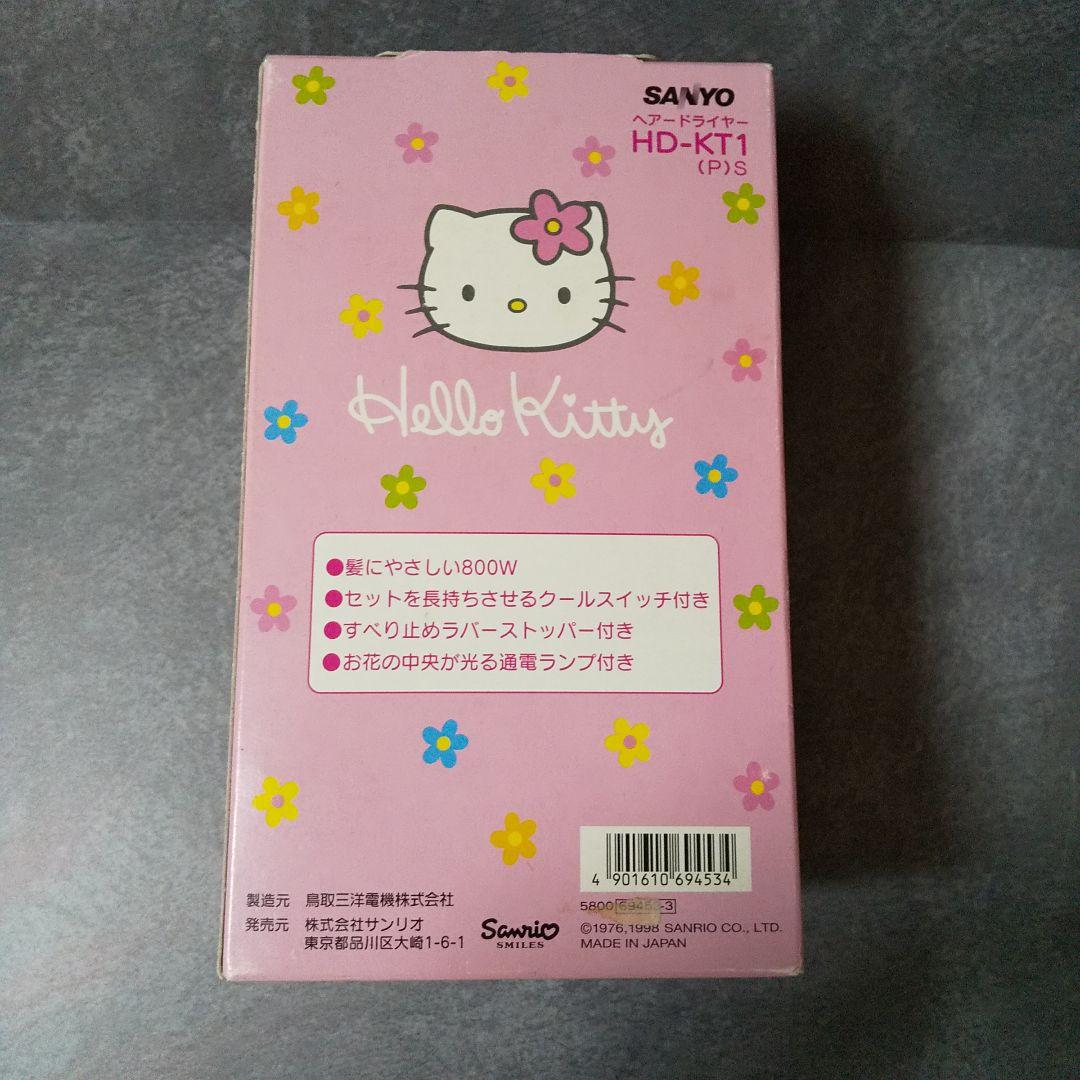 SANYO
ヘアードライヤー
HD-KT1
(P)S
Hello Kitty
●髪にやさしい800W
●セットを長持ちさせるクールスイッチ付き
●すべり止めラバーストッパー付き
●お花の中央が光る通電ランプ付き
4 901610 694534
製造元 鳥取三洋電機株式会社
発売元 株式会社サンリオ
東京都品川区大崎1-6-1
Sanrio
SMILES
5800
©1976,1998 SANRIO CO., LTD.
MADE IN JAPAN